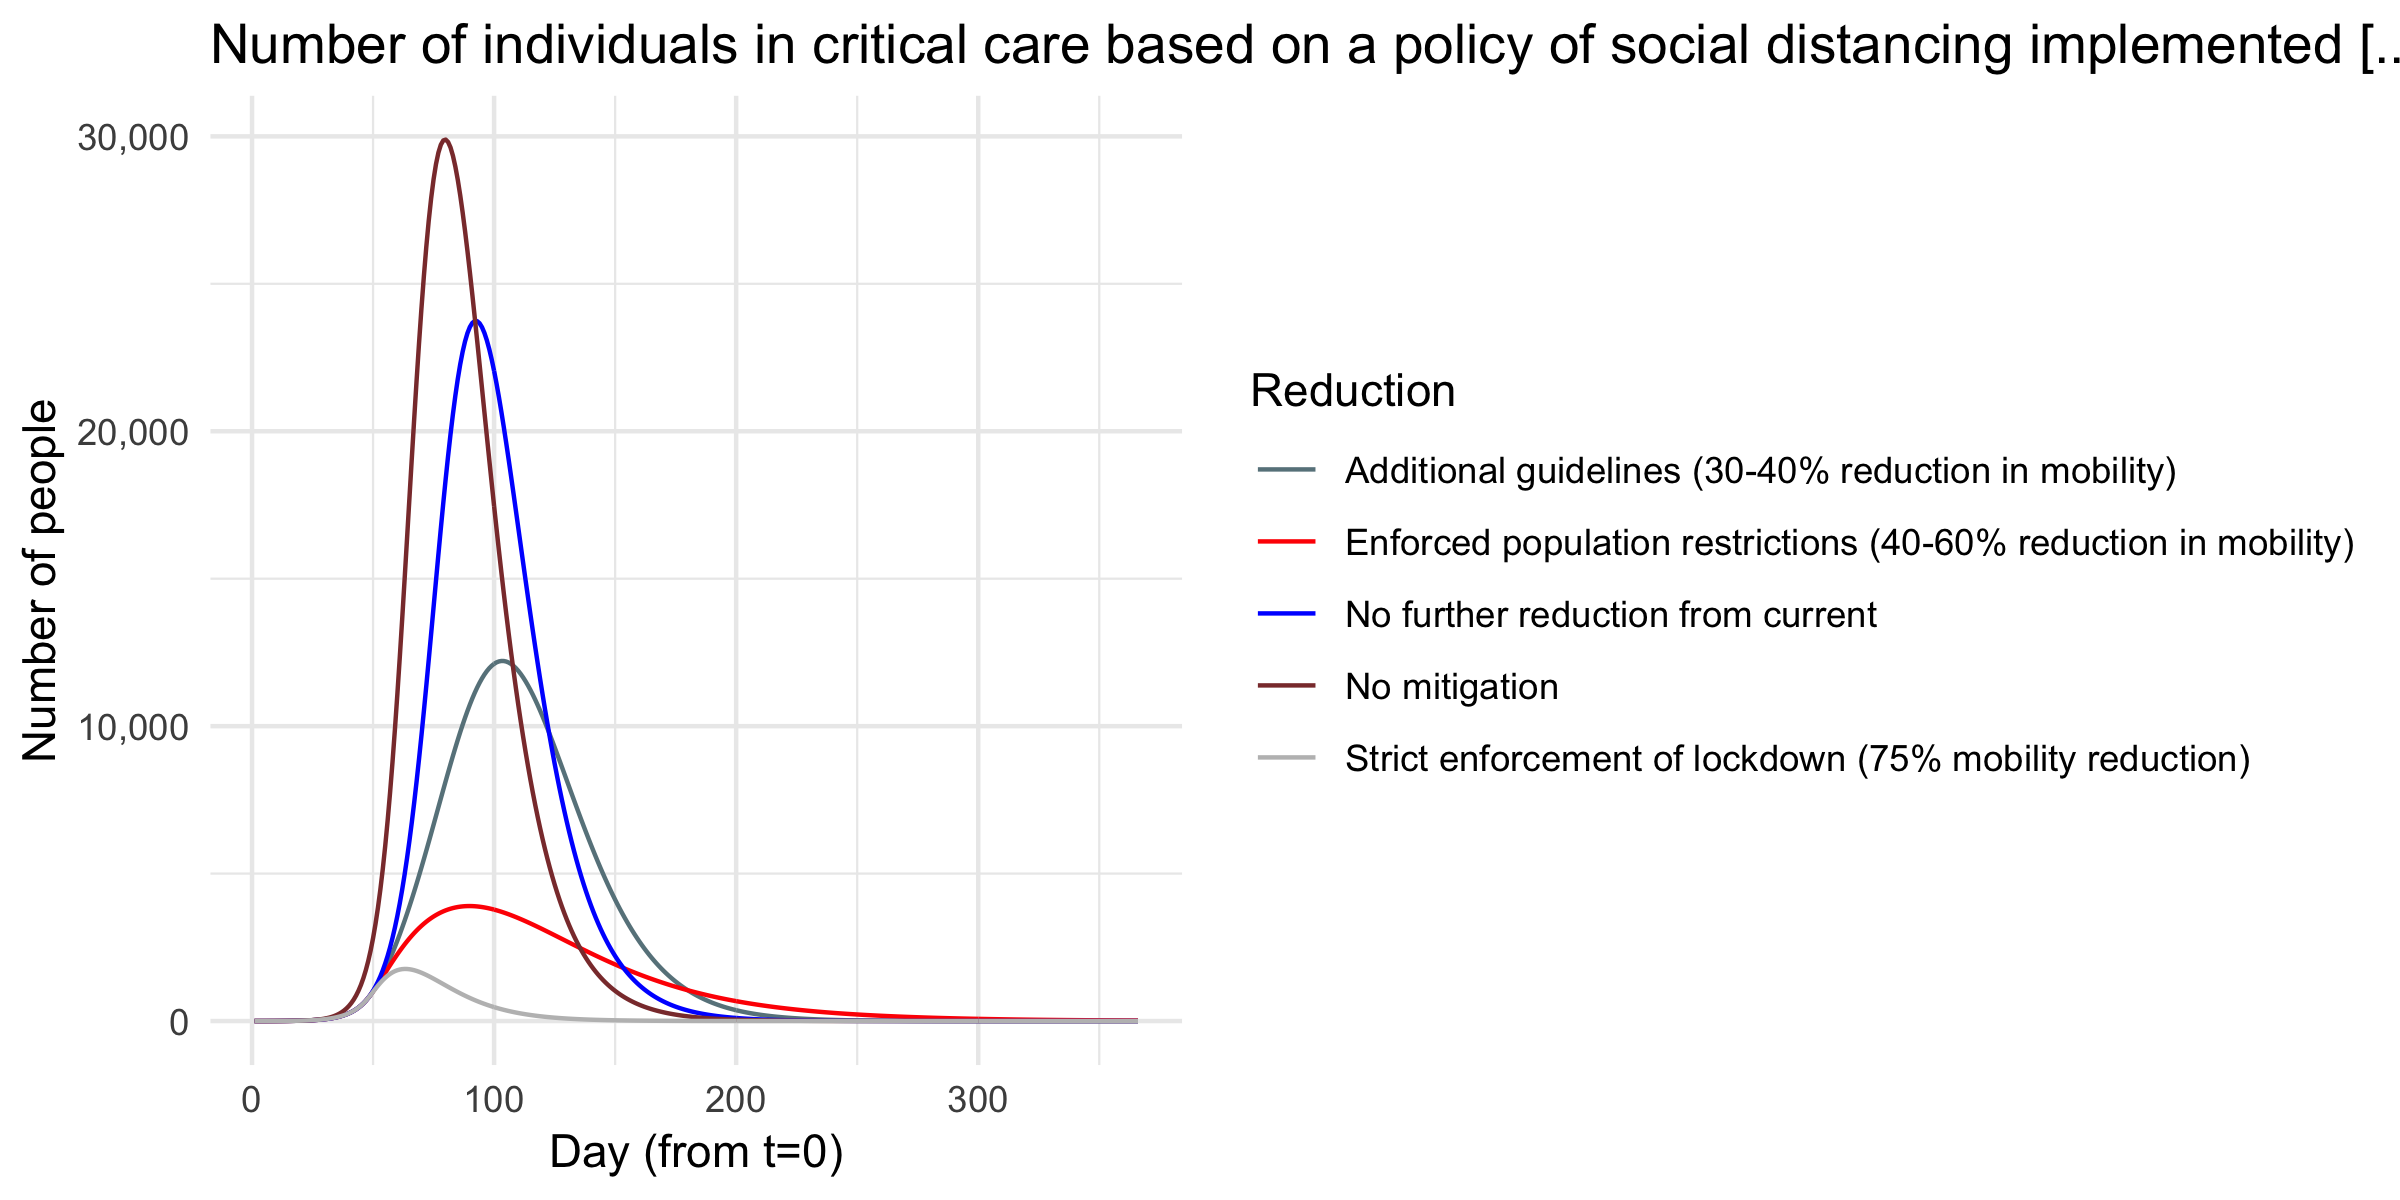 Number of individuals in critical care based on a policy of social distancing implemented [..
30,000
20,000
10,000
0
Number of people
0
100
200
300
Day (from t=0)
Reduction
Additional guidelines (30-40% reduction in mobility)
Enforced population restrictions (40-60% reduction in mobility)
No further reduction from current
No mitigation
Strict enforcement of lockdown (75% mobility reduction)